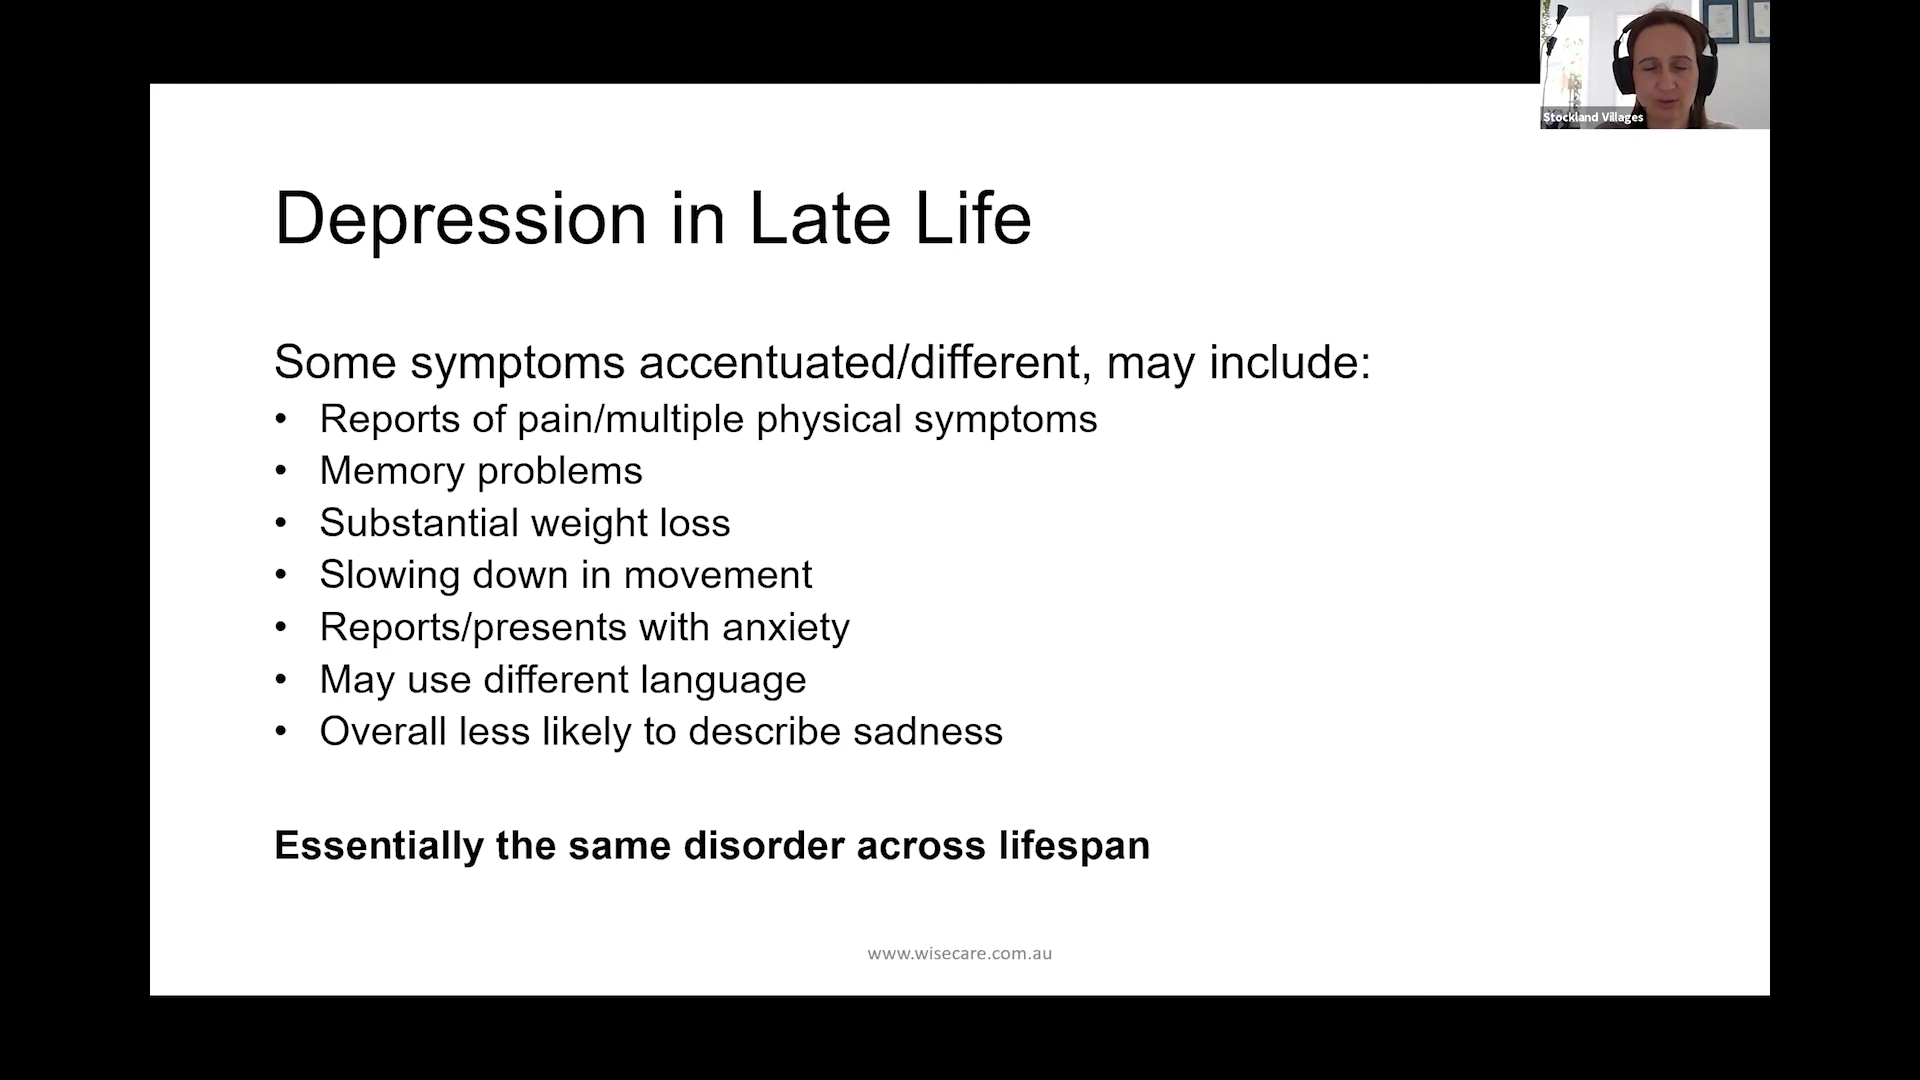 Stockland Villages
Depression in Late Life
Some symptoms accentuated/different, may include:
• Reports of pain/multiple physical symptoms
• Memory problems
• Substantial weight loss
• Slowing down in movement
• Reports/presents with anxiety
• May use different language
• Overall less likely to describe sadness
Essentially the same disorder across lifespan
www.wisecare.com.au